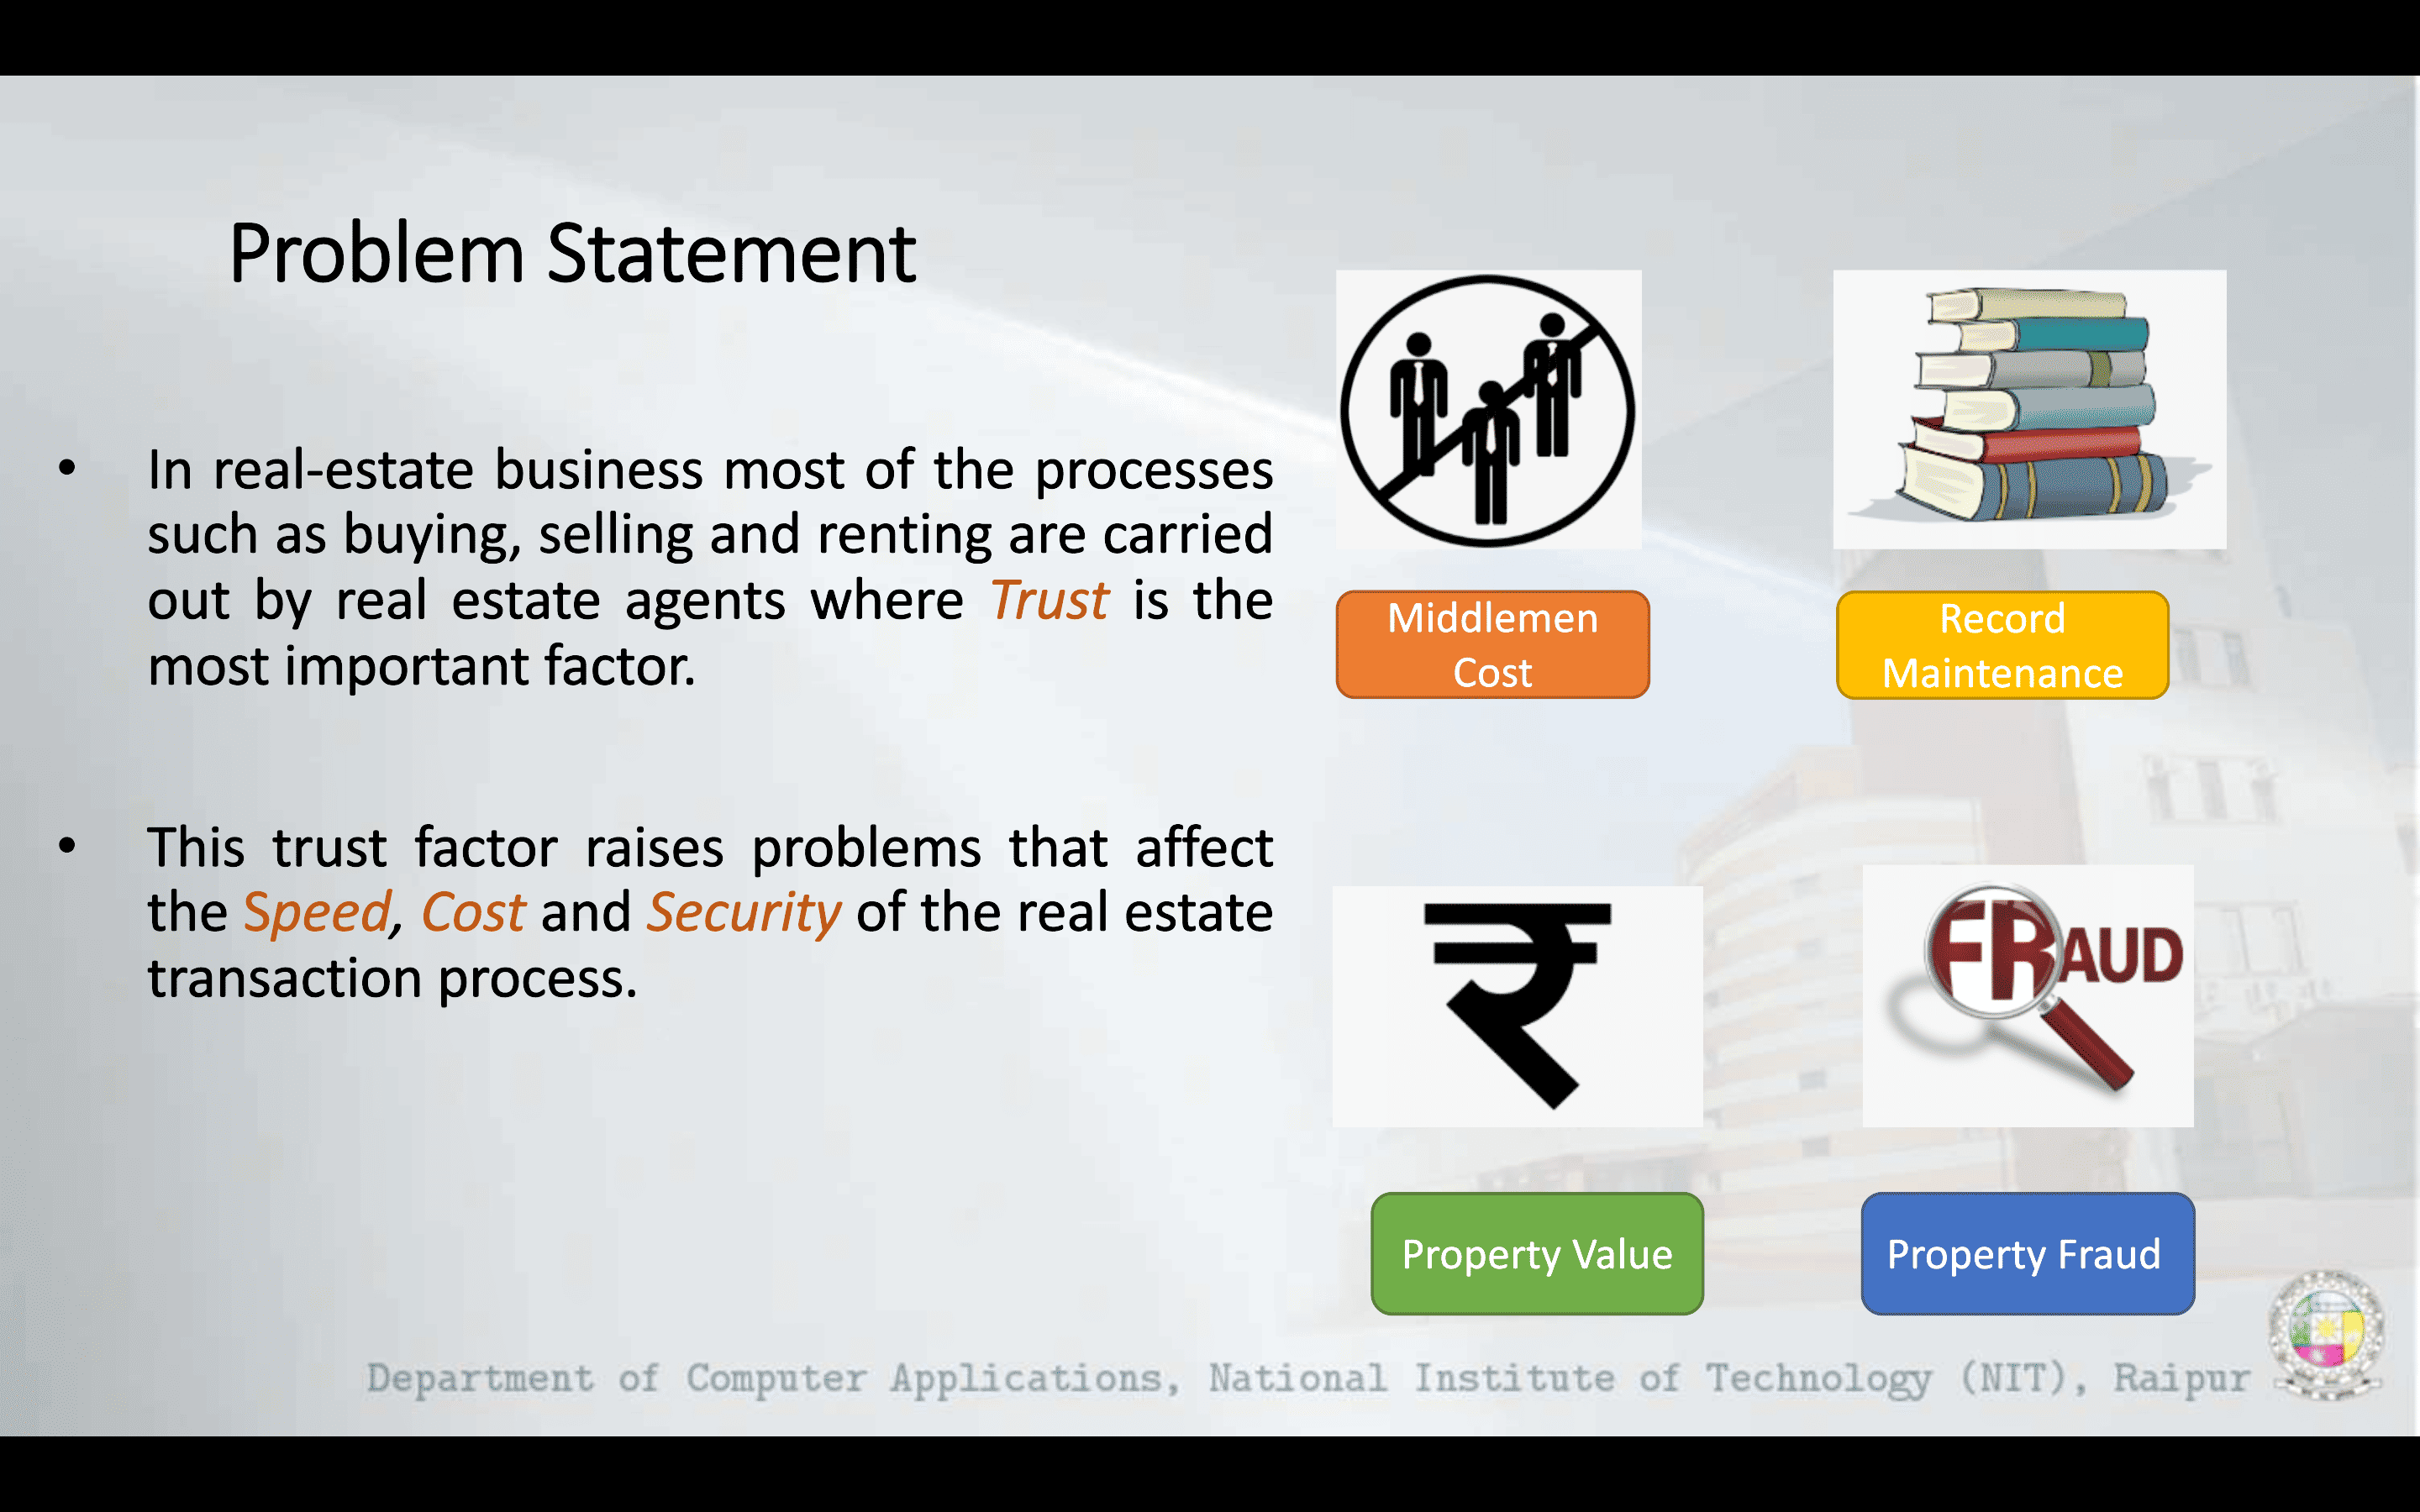 Problem Statement
• In real-estate business most of the processes
such as buying, selling and renting are carried
out by real estate agents where Trust is the
most important factor.
• This trust factor raises problems that affect
the Speed, Cost and Security of the real estate
transaction process.
Middlemen
Cost
Record
Maintenance
₹
FRAUD
Property Value
Property Fraud
Department of Computer Applications, National Institute of Technology (NIT), Raipur